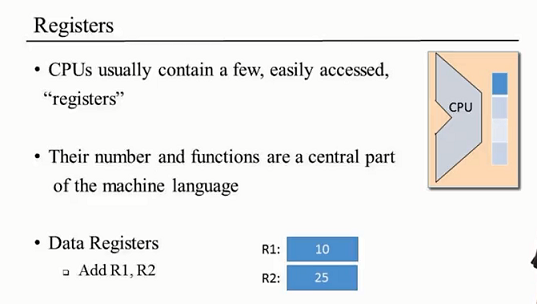 Registers
• CPUs usually contain a few, easily accessed,
“registers”
CPU
• Their number and functions are a central part
of the machine language
• Data Registers
❑ Add R1, R2
R1: 10
R2: 25